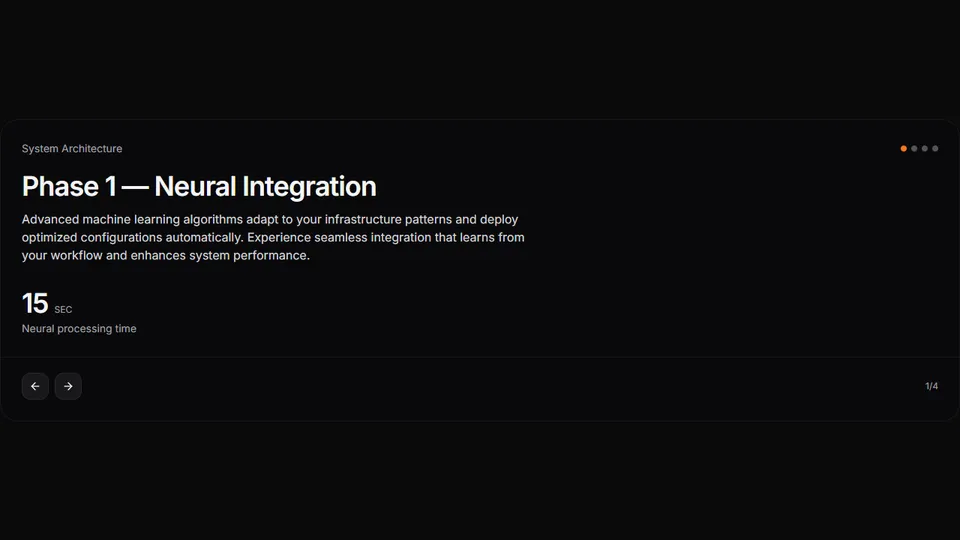 System Architecture
Phase 1 — Neural Integration
Advanced machine learning algorithms adapt to your infrastructure patterns and deploy
optimized configurations automatically. Experience seamless integration that learns from
your workflow and enhances system performance.
15 SEC
Neural processing time
1/4